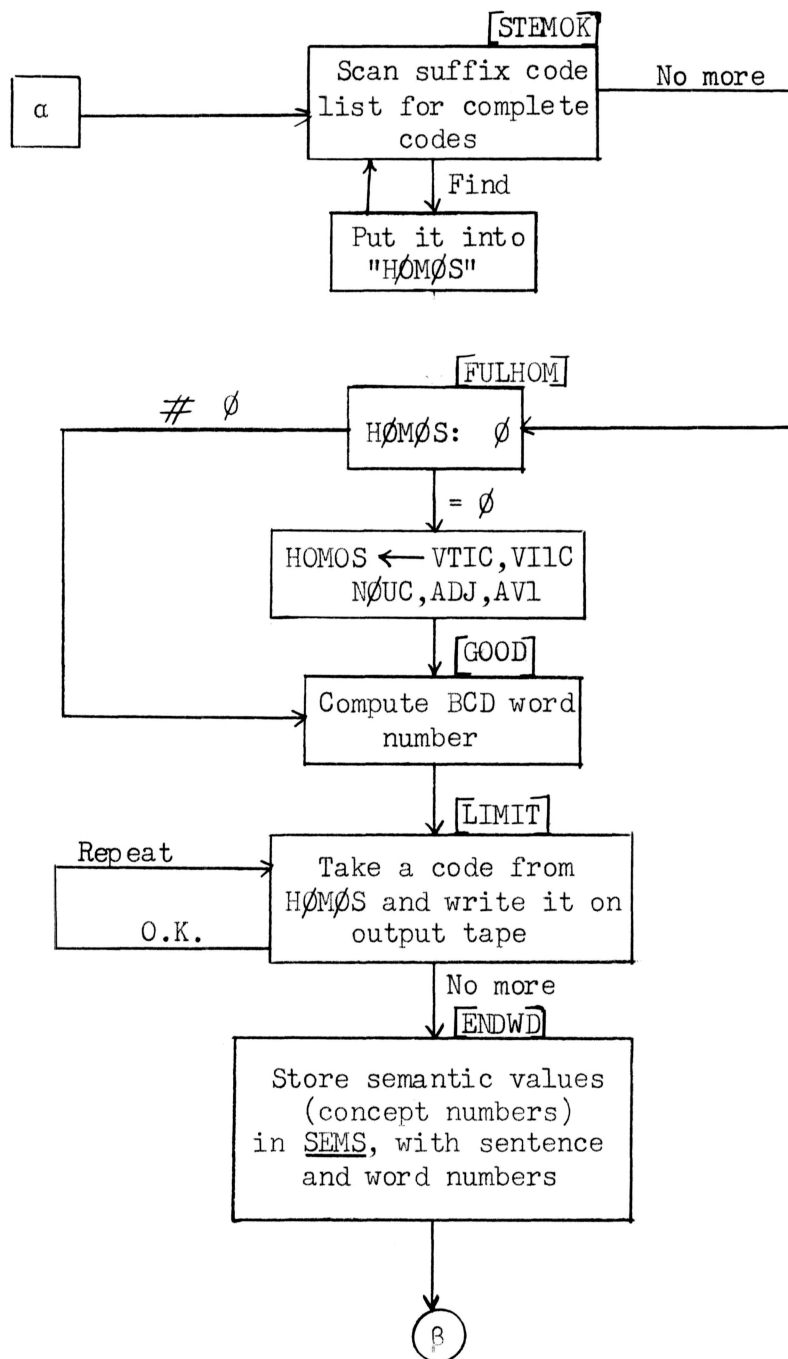 [STEMOK]
Scan suffix code
list for complete
codes
No more
α
Find
Put it into
"HØMØS"
[FULHOM]
≠ Ø
HØMØS: Ø
= Ø
HOMOS ← VTIC,VI1C
NØUC,ADJ,AV1
[GOOD]
Compute BCD word
number
[LIMIT]
Repeat
Take a code from
HØMØS and write it on
output tape
O.K.
No more
[ENDWD]
Store semantic values
(concept numbers)
in SEMS, with sentence
and word numbers
β